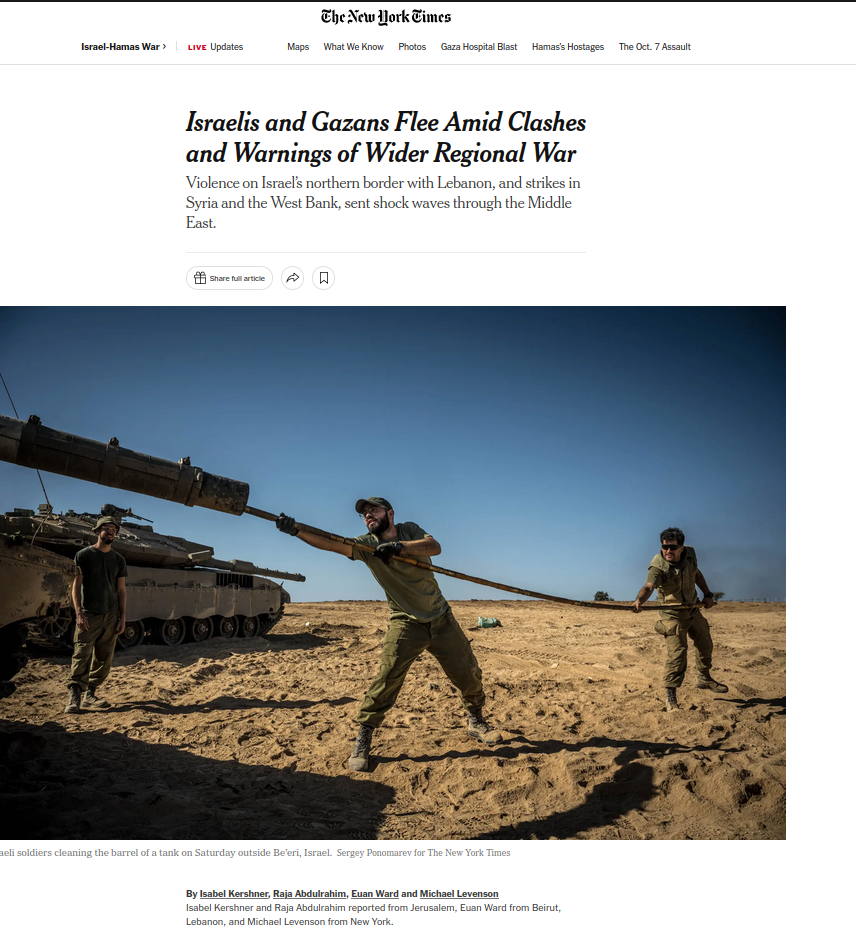 The New York Times
Israel-Hamas War › LIVE Updates Maps What We Know Photos Gaza Hospital Blast Hamas's Hostages The Oct. 7 Assault
Israelis and Gazans Flee Amid Clashes
and Warnings of Wider Regional War
Violence on Israel's northern border with Lebanon, and strikes in
Syria and the West Bank, sent shock waves through the Middle
East.
Share full article
aeli soldiers cleaning the barrel of a tank on Saturday outside Be'eri, Israel. Sergey Ponomarev for The New York Times
By Isabel Kershner, Raja Abdulrahim, Euan Ward and Michael Levenson
Isabel Kershner and Raja Abdulrahim reported from Jerusalem, Euan Ward from Beirut,
Lebanon, and Michael Levenson from New York.